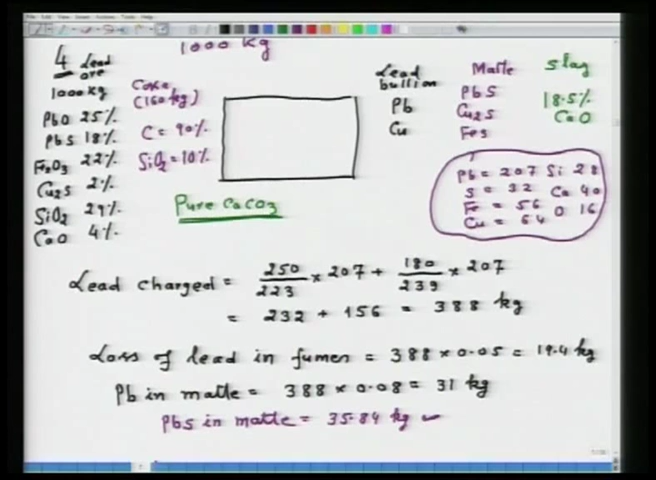 1000 kg
4 Lead ore
1000 kg
PbO 25%
PbS 18%
Fe2O3 22%
Cu2S 2%
SiO2 29%
CaO 4%
Coke
(160 kg)
C = 90%
SiO2 = 10%
Pure CaCO3
Lead bullion
Pb
Cu
Matte
PbS
Cu2S
FeS
Slag
18.5%
CaO
Pb = 207 Si 28
S = 32 Ca 40
Fe = 56 O 16
Cu = 64
Lead charged = 250/223 × 207 + 180/239 × 207
= 232 + 156 = 388 kg
Loss of lead in fumes = 388 × 0.05 = 19.4 kg
Pb in matte = 388 × 0.08 = 31 kg
PbS in matte = 35.84 kg